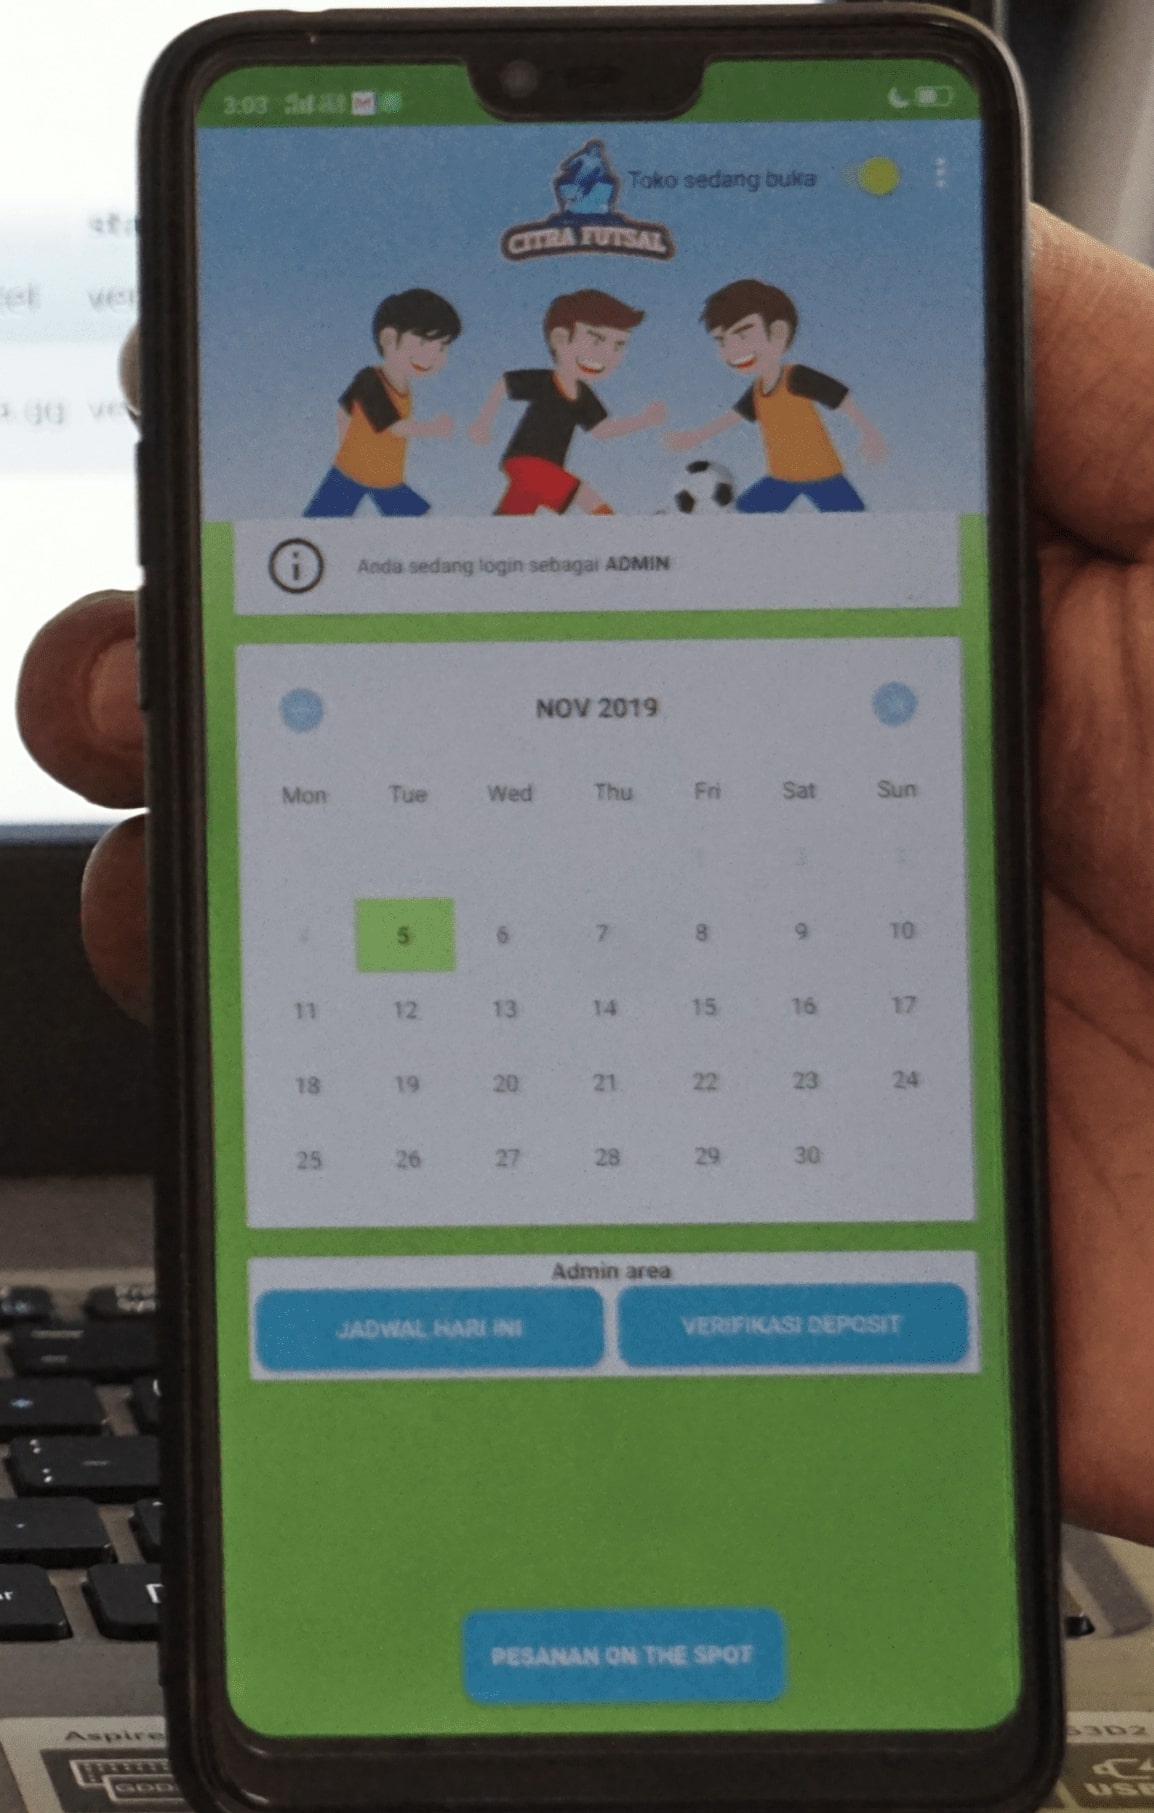 3:03
Toko sedang buka
CITRA FUTSAL
Anda sedang login sebagai ADMIN
NOV 2019
Mon Tue Wed Thu Fri Sat Sun
1 2 3
4 5 6 7 8 9 10
11 12 13 14 15 16 17
18 19 20 21 22 23 24
25 26 27 28 29 30
Admin area
JADWAL HARI INI VERIFIKASI DEPOSIT
PESANAN ON THE SPOT
Aspire
53D2